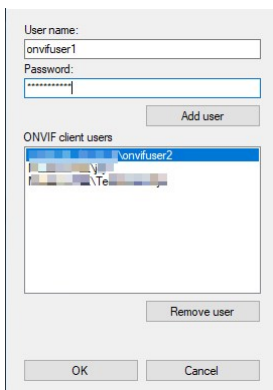 User name:
onvifuser1
Password:
***********
Add user
ONVIF client users
\onvifuser2
Remove user
OK
Cancel